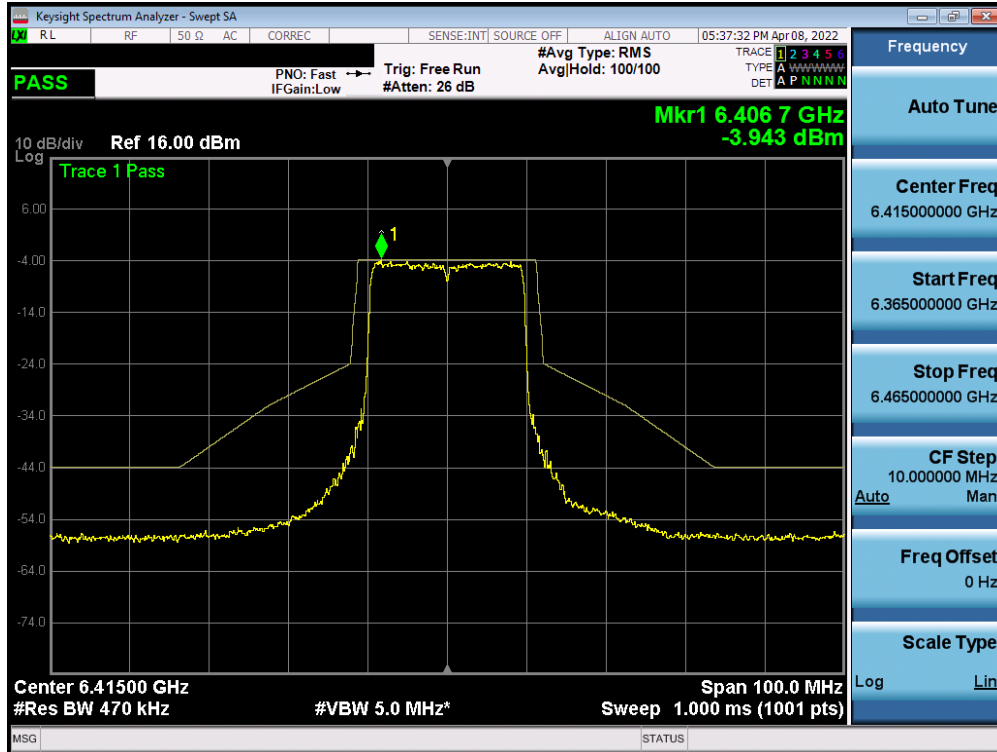 Keysight Spectrum Analyzer - Swept SA
LXI RL RF 50 Ω AC CORREC SENSE:INT SOURCE OFF ALIGN AUTO 05:37:32 PM Apr 08, 2022
PASS
PNO: Fast
IFGain:Low
Trig: Free Run
#Atten: 26 dB
#Avg Type: RMS
Avg|Hold: 100/100
TRACE 1 2 3 4 5 6
TYPE A WWWWW
DET A P N N N N
Mkr1 6.406 7 GHz
-3.943 dBm
10 dB/div Ref 16.00 dBm
Log
Trace 1 Pass
1
6.00
-4.00
-14.0
-24.0
-34.0
-44.0
-54.0
-64.0
-74.0
Center 6.41500 GHz Span 100.0 MHz
#Res BW 470 kHz #VBW 5.0 MHz* Sweep 1.000 ms (1001 pts)
MSG STATUS
Frequency
Auto Tune
Center Freq
6.415000000 GHz
Start Freq
6.365000000 GHz
Stop Freq
6.465000000 GHz
CF Step
10.000000 MHz
Auto Man
Freq Offset
0 Hz
Scale Type
Log Lin